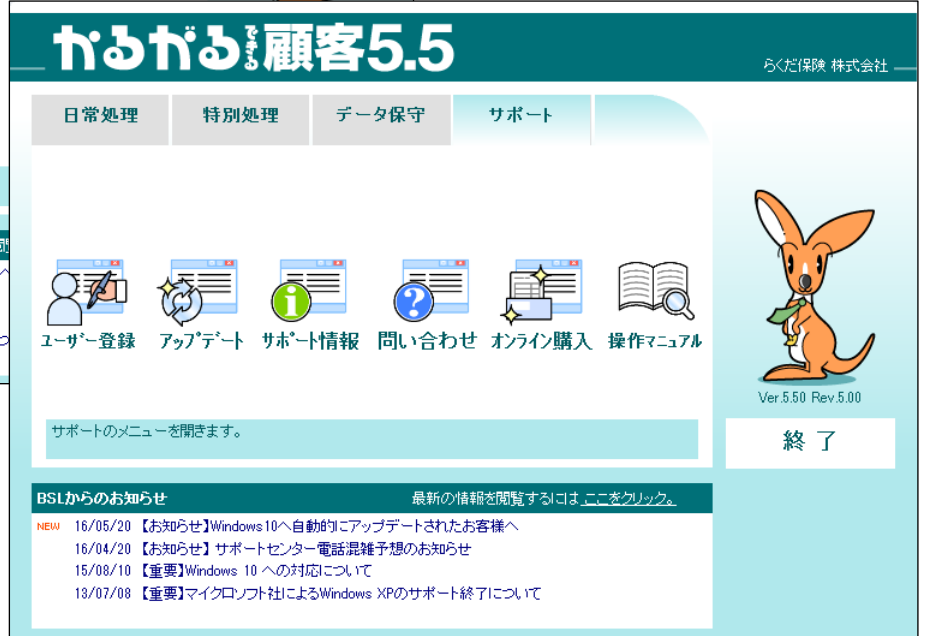 かるがるできる顧客5.5
らくだ保険 株式会社
日常処理 特別処理 データ保守 サポート
ユーザー登録 アップデート サポート情報 問い合わせ オンライン購入 操作マニュアル
Ver.5.50 Rev.5.00
サポートのメニューを開きます。
終了
BSLからのお知らせ 最新の情報を閲覧するには ここをクリック。
NEW 16/05/20 【お知らせ】Windows10へ自動的にアップデートされたお客様へ
16/04/20 【お知らせ】サポートセンター電話混雑予想のお知らせ
15/08/10 【重要】Windows 10 への対応について
13/07/08 【重要】マイクロソフト社によるWindows XPのサポート終了について